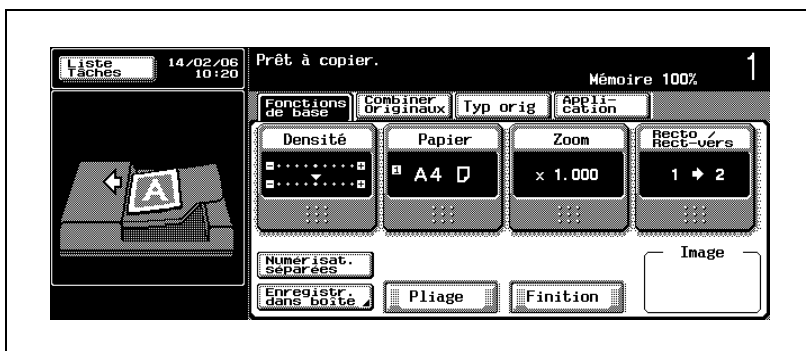 Liste
Tâches
14/02/06
10:20
Prêt à copier.
Mémoire 100%
1
Fonctions
de base
Combiner
Originaux
Typ orig
Appli-
cation
Densité
Papier
Zoom
Recto /
Rect-vers
1 A4
x 1.000
1 ➔ 2
A
Numérisat.
séparées
Enregistr.
dans boîte
Pliage
Finition
Image